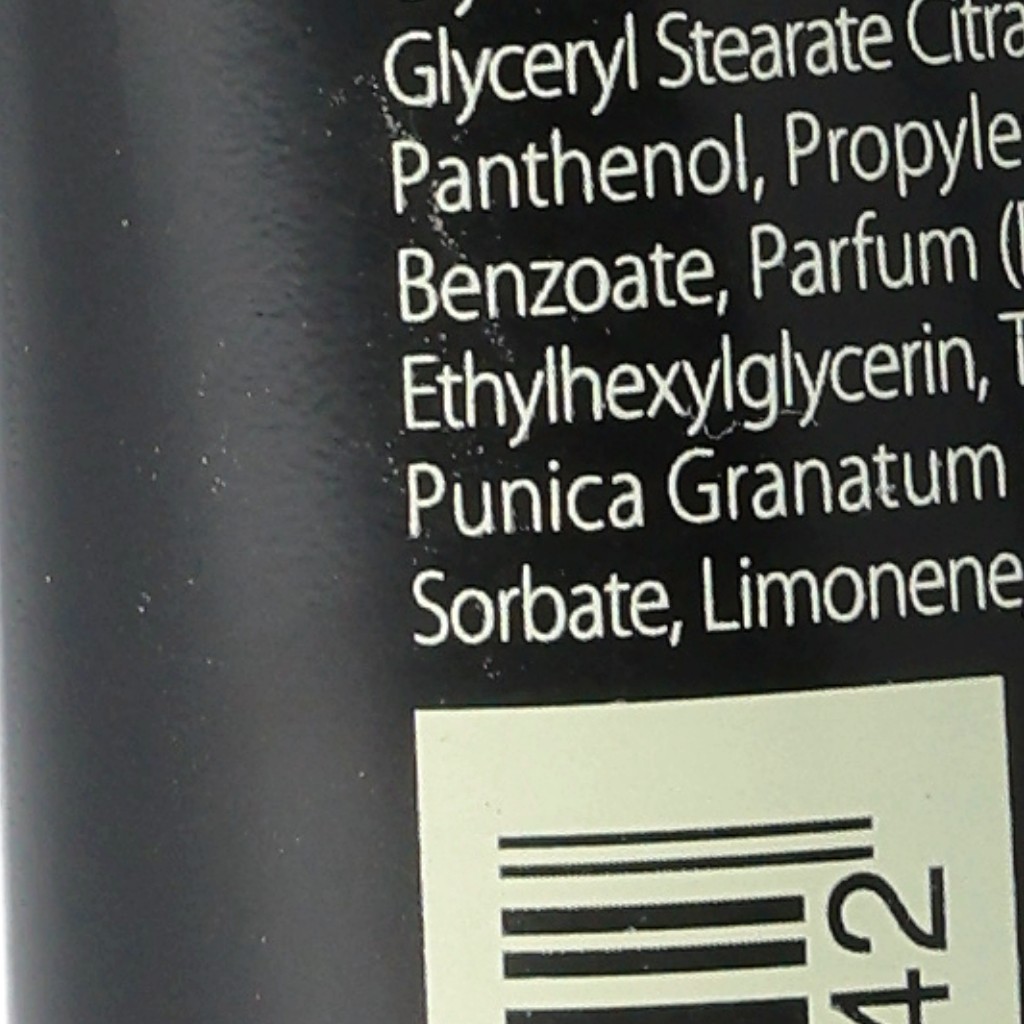 Glyceryl Stearate Citra
Panthenol, Propyle
Benzoate, Parfum (
Ethylhexylglycerin, T
Punica Granatum
Sorbate, Limonene
42